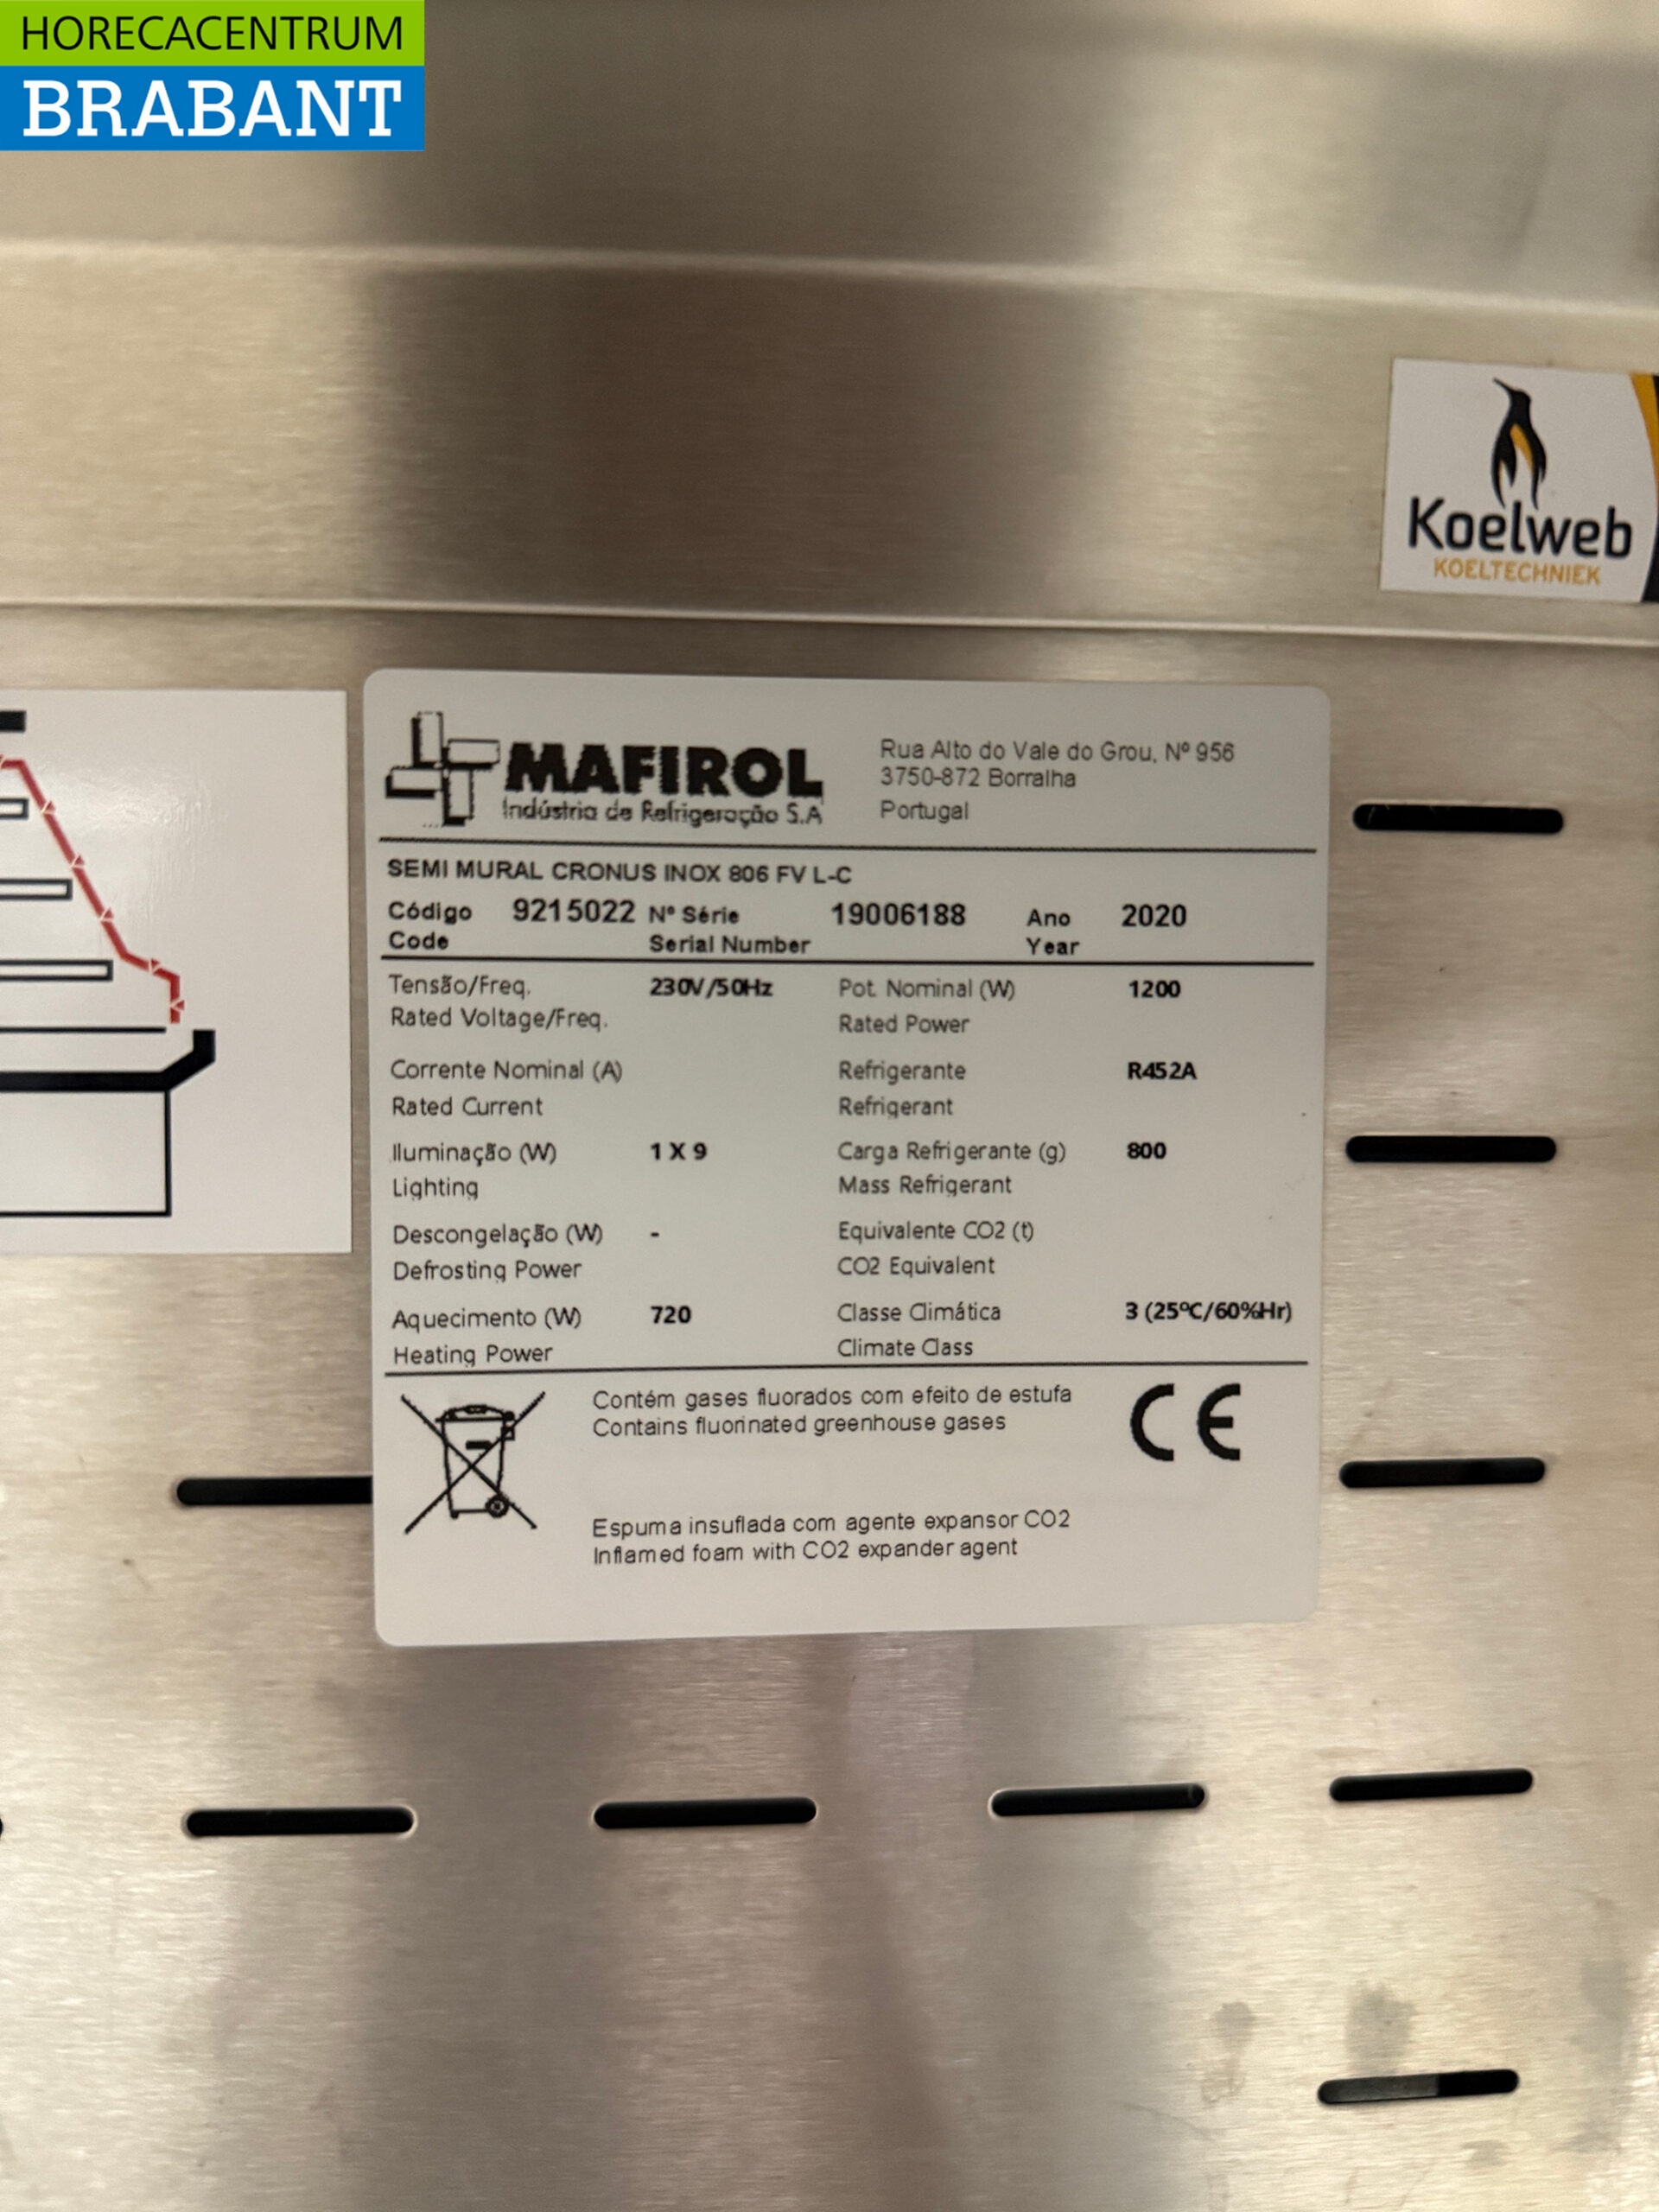 HORECACENTRUM
BRABANT
Koelweb
KOELTECHNIEK
MAFIROL
Indústria de Refrigeração S.A
Rua Alto do Vale do Grou, Nº 956
3750-872 Borralha
Portugal
SEMI MURAL CRONUS INOX 806 FV L-C
Código 9215022 Nº Série 19006188 Ano 2020
Code Serial Number Year
Tensão/Freq. 230V/50Hz Pot. Nominal (W) 1200
Rated Voltage/Freq. Rated Power
Corrente Nominal (A) Refrigerante R452A
Rated Current Refrigerant
Iluminação (W) 1 X 9 Carga Refrigerante (g) 800
Lighting Mass Refrigerant
Descongelação (W) - Equivalente CO2 (t)
Defrosting Power CO2 Equivalent
Aquecimento (W) 720 Classe Climática 3 (25ºC/60%Hr)
Heating Power Climate Class
Contém gases fluorados com efeito de estufa
Contains fluorinated greenhouse gases
CE
Espuma insuflada com agente expansor CO2
Inflamed foam with CO2 expander agent